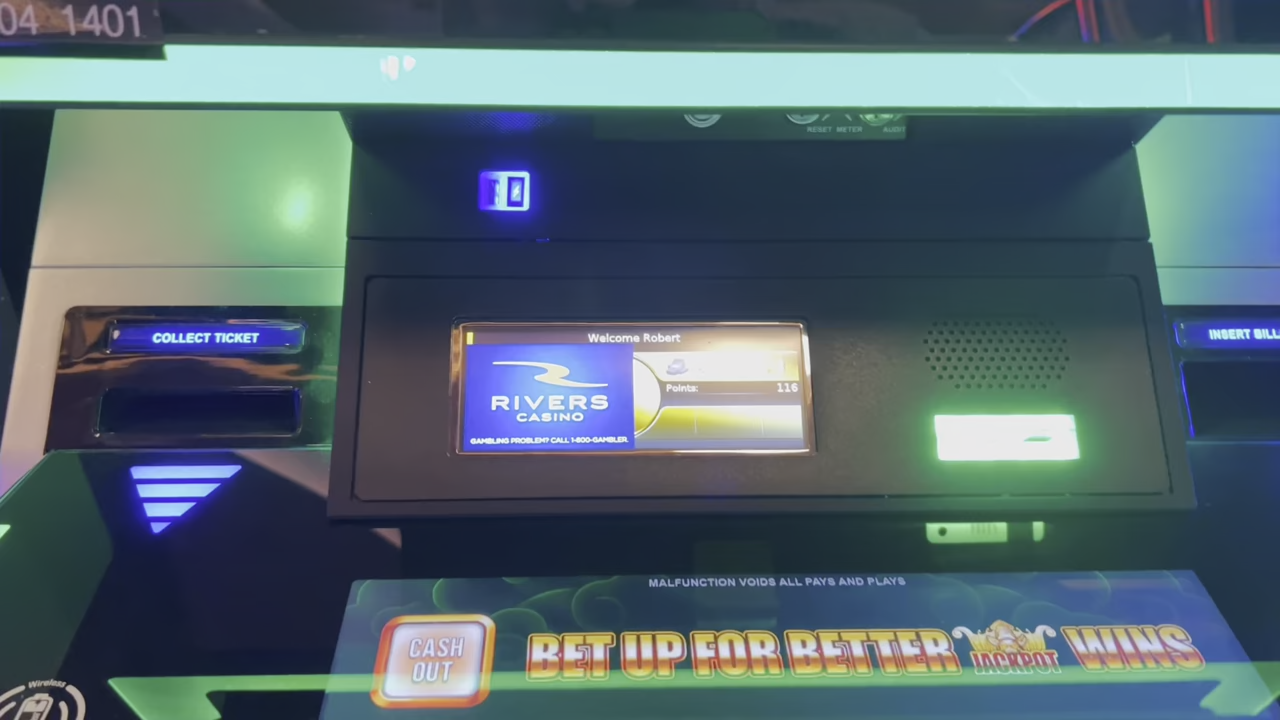 04 1401
RESET METER AUDIT
COLLECT TICKET
Welcome Robert
INSERT BILL
RIVERS
CASINO
GAMBLING PROBLEM? CALL 1-800-GAMBLER.
Points: 116
MALFUNCTION VOIDS ALL PAYS AND PLAYS
CASH
OUT
BET UP FOR BETTER JACKPOT WINS
Wireless